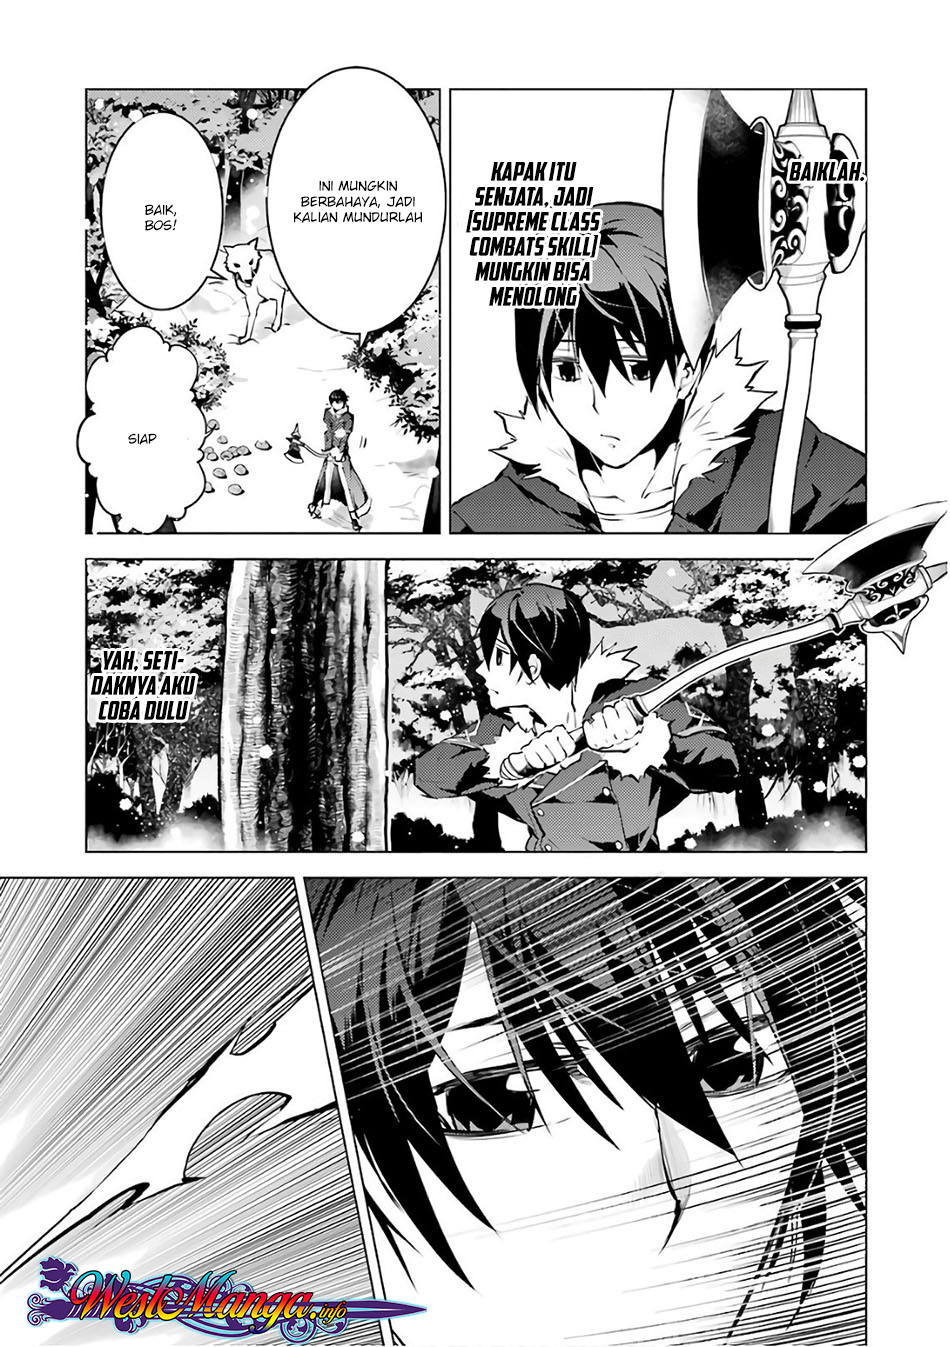 BAIKLAH.
KAPAK ITU
SENJATA, JADI
[SUPREME CLASS
COMBATS SKILL]
MUNGKIN BISA
MENOLONG
INI MUNGKIN
BERBAHAYA, JADI
KALIAN MUNDURLAH
BAIK,
BOS!
SIAP
YAH, SETI-
DAKNYA AKU
COBA DULU
WestManga.info